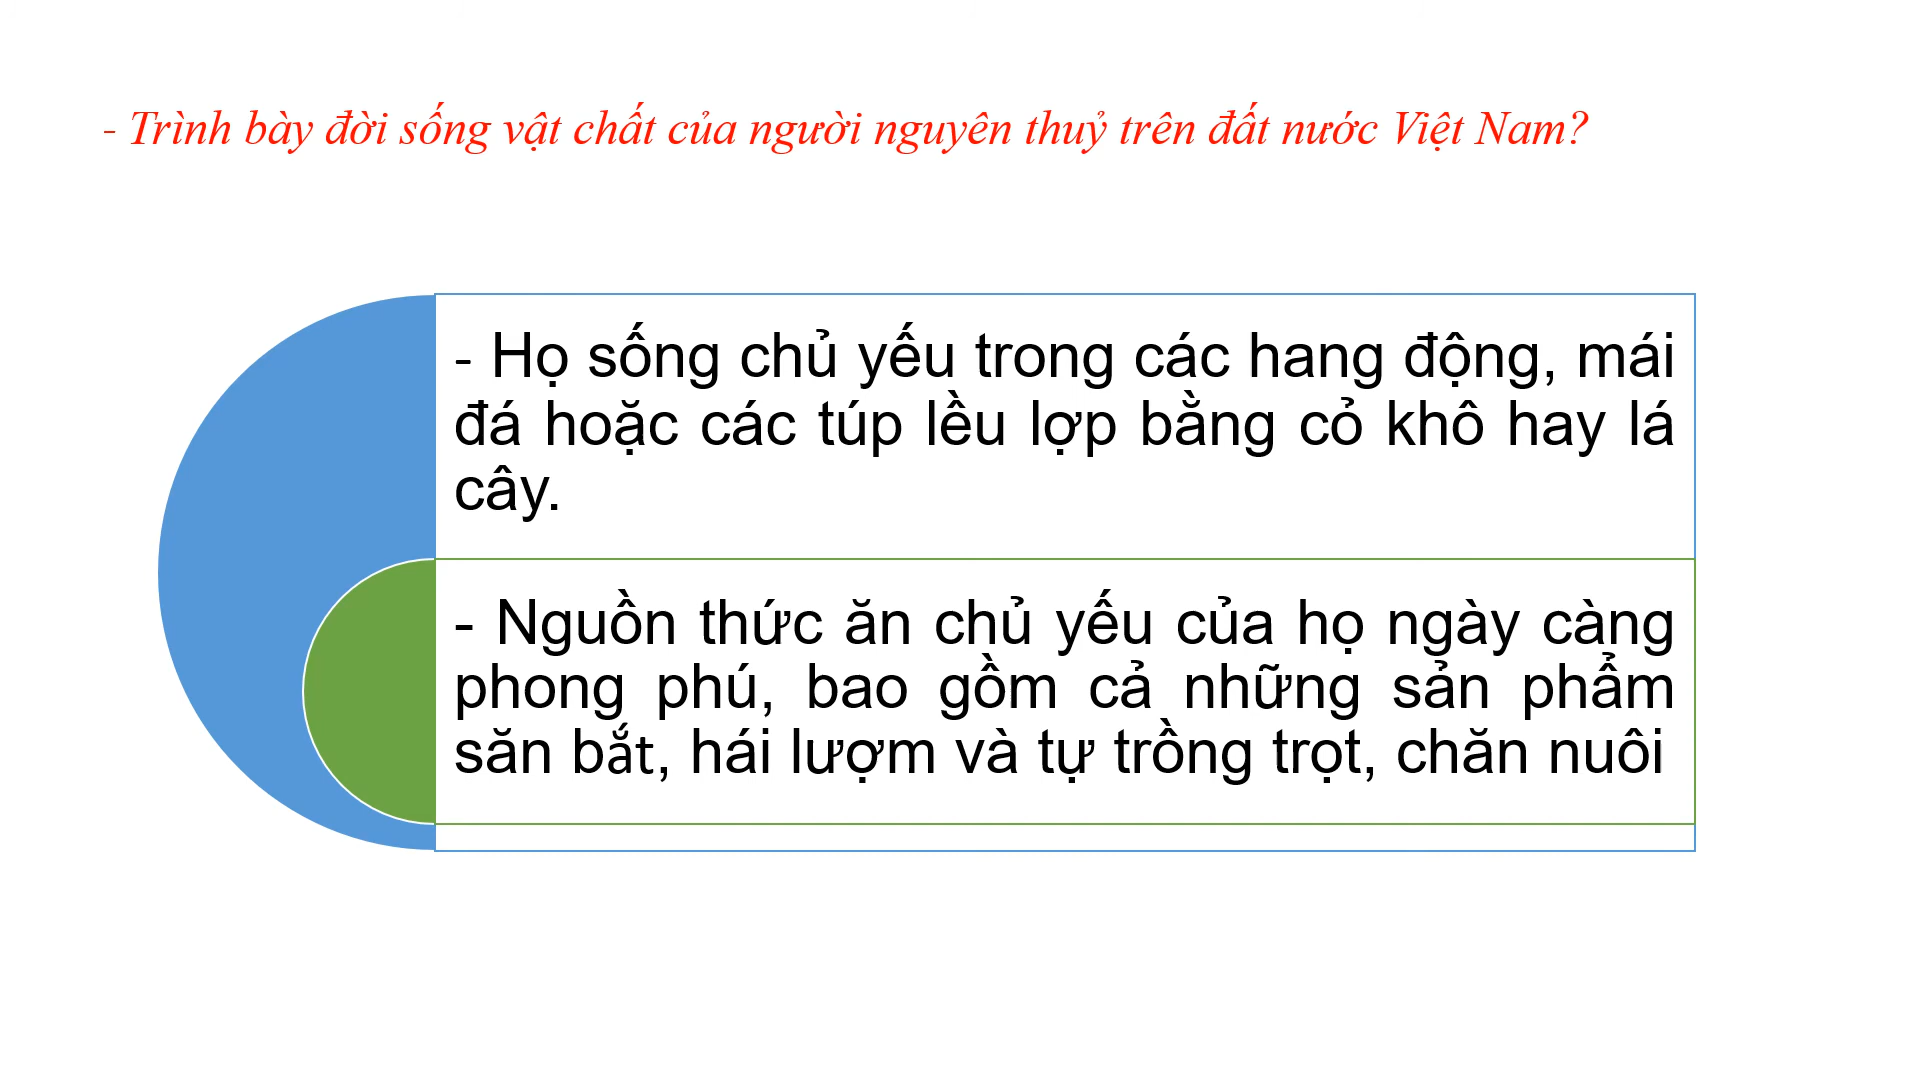 - Trình bày đời sống vật chất của người nguyên thuỷ trên đất nước Việt Nam?
- Họ sống chủ yếu trong các hang động, mái
đá hoặc các túp lều lợp bằng cỏ khô hay lá
cây.
- Nguồn thức ăn chủ yếu của họ ngày càng
phong phú, bao gồm cả những sản phẩm
săn bắt, hái lượm và tự trồng trọt, chăn nuôi